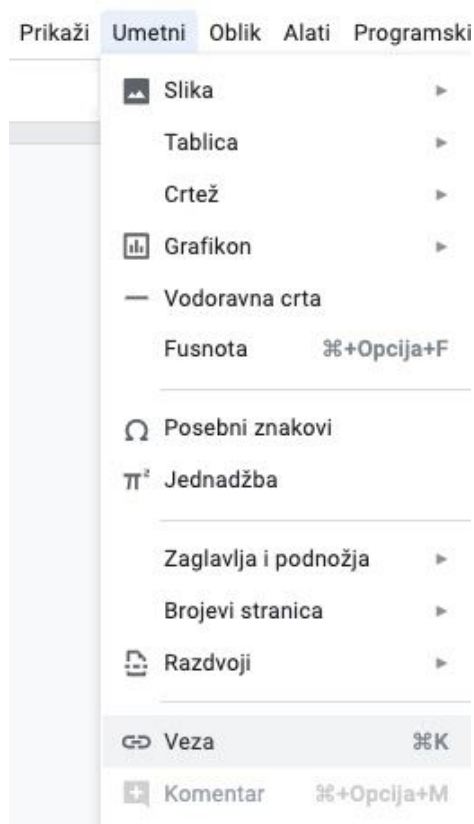 Prikaži Umetni Oblik Alati Programski
Slika
Tablica
Crtež
Grafikon
Vodoravna crta
Fusnota ⌘+Opcija+F
Posebni znakovi
Jednadžba
Zaglavlja i podnožja
Brojevi stranica
Razdvoji
Veza ⌘K
Komentar ⌘+Opcija+M